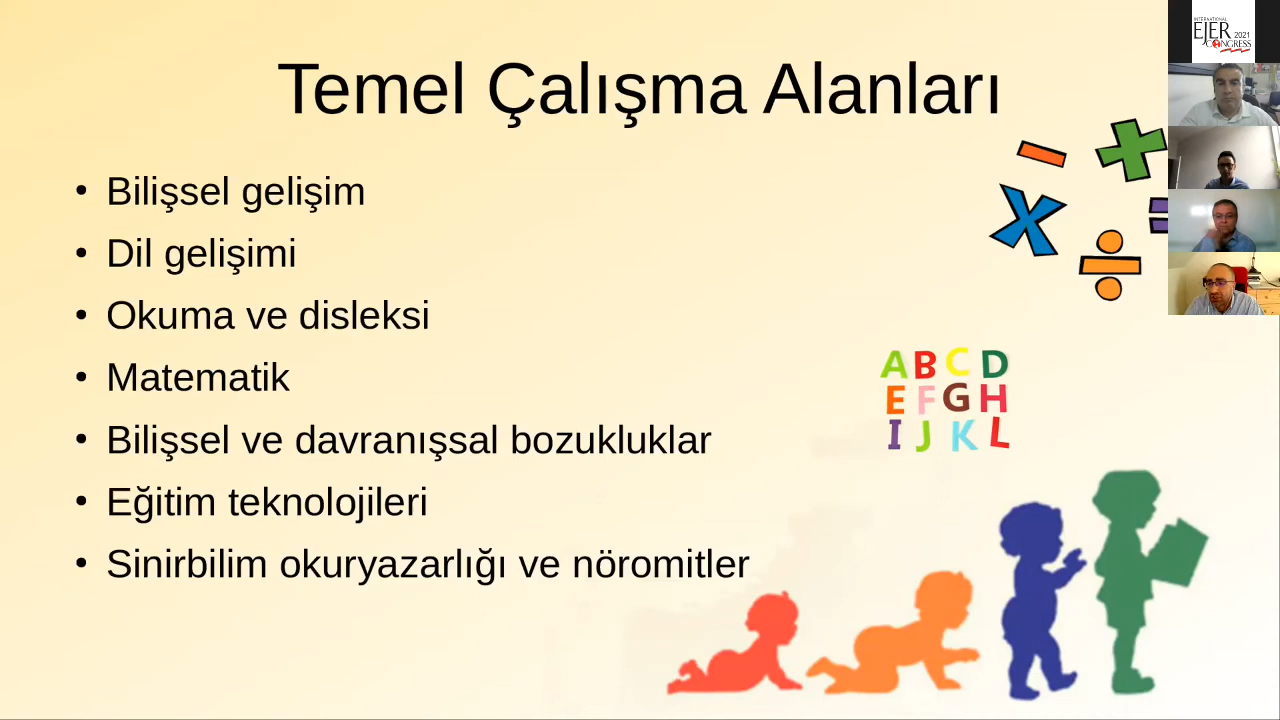 Temel Çalışma Alanları
• Bilişsel gelişim
• Dil gelişimi
• Okuma ve disleksi
• Matematik
• Bilişsel ve davranışsal bozukluklar
• Eğitim teknolojileri
• Sinirbilim okuryazarlığı ve nöromitler
A B C D
E F G H
I J K L
INTERNATIONAL
EJER 2021
CONGRESS